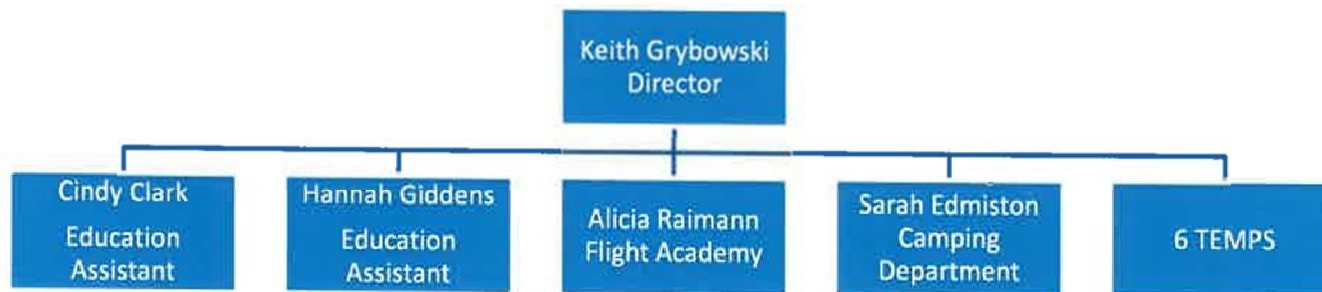 Keith Grybowski
Director
Cindy Clark
Education
Assistant
Hannah Giddens
Education
Assistant
Alicia Raimann
Flight Academy
Sarah Edmiston
Camping
Department
6 TEMPS